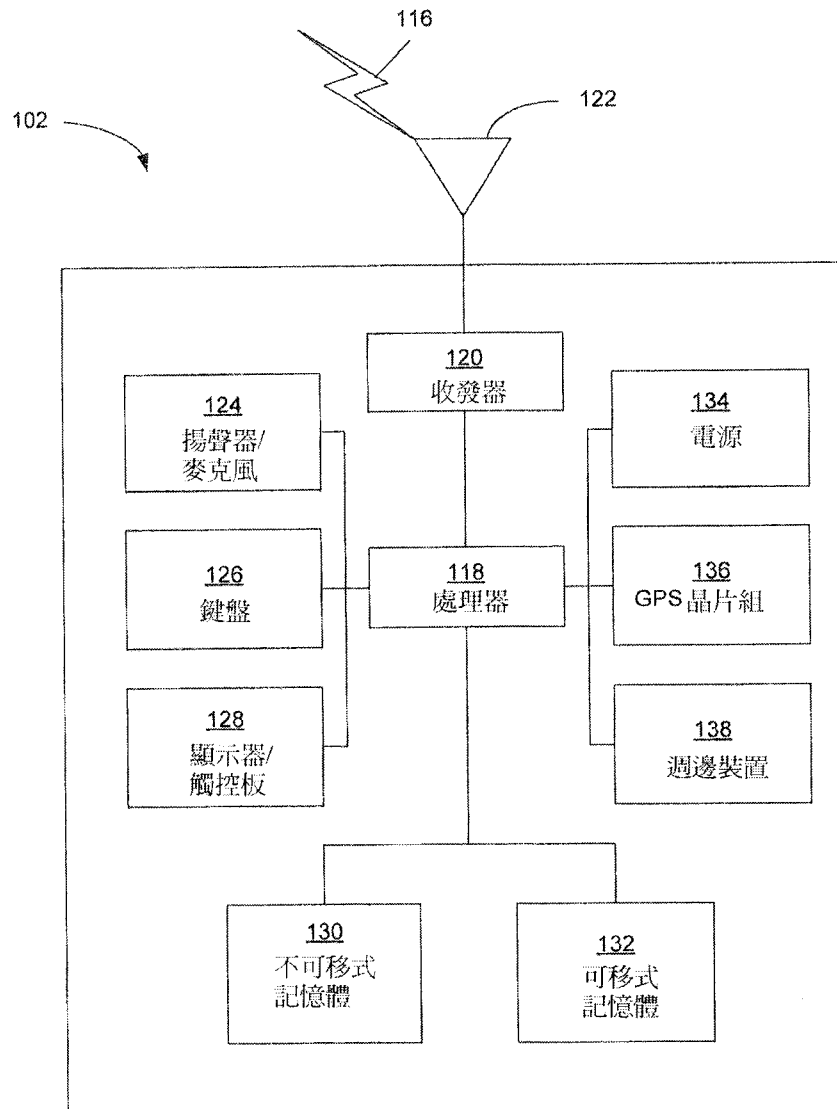 116
122
102
120
收發器
124
揚聲器/
麥克風
134
電源
126
鍵盤
118
處理器
136
GPS 晶片組
128
顯示器/
觸控板
138
週邊裝置
130
不可移式
記憶體
132
可移式
記憶體